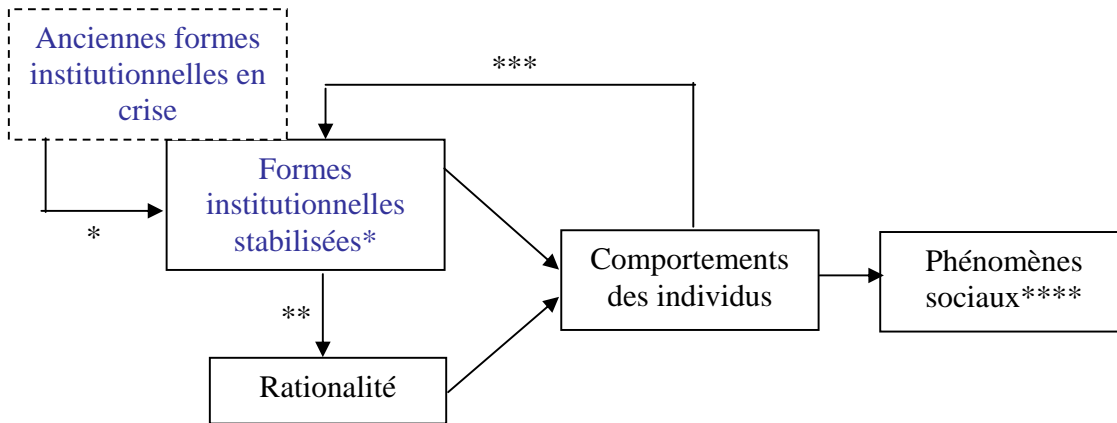 Anciennes formes
institutionnelles en
crise
***
Formes
institutionnelles
stabilisées*
*
**
Rationalité
Comportements
des individus
Phénomènes
sociaux****